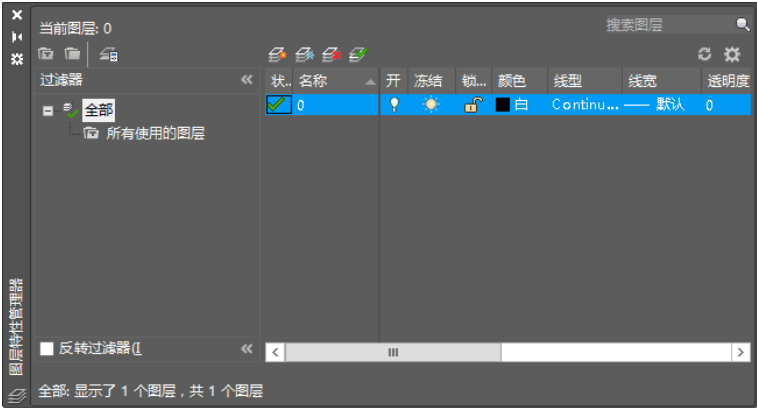 当前图层: 0
搜索图层
过滤器
状.. 名称 开 冻结 锁... 颜色 线型 线宽 透明度
全部
0 白 Continu... 默认 0
所有使用的图层
反转过滤器(I
全部: 显示了 1 个图层 , 共 1 个图层
图层特性管理器